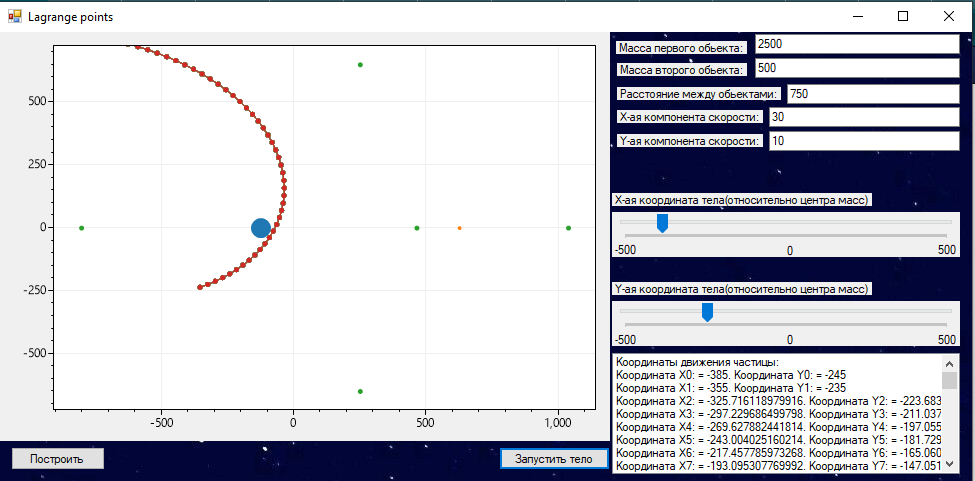 Lagrange points
500
250
0
-250
-500
-500
0
500
1,000
Масса первого обьекта: 2500
Масса второго обьекта: 500
Расстояние между обьектами: 750
X-ая компонента скорости: 30
Y-ая компонента скорости: 10
X-ая координата тела(относительно центра масс)
-500 0 500
Y-ая координата тела(относительно центра масс)
-500 0 500
Координаты движения частицы:
Координата X0: = -385. Координата Y0: = -245
Координата X1: = -355. Координата Y1: = -235
Координата X2: = -325.716118979916. Координата Y2: = -223.683
Координата X3: = -297.229686499798. Координата Y3: = -211.037
Координата X4: = -269.627882441814. Координата Y4: = -197.055
Координата X5: = -243.004025160214. Координата Y5: = -181.729
Координата X6: = -217.457785973268. Координата Y6: = -165.060
Координата X7: = -193.095307769992. Координата Y7: = -147.051
Построить
Запустить тело